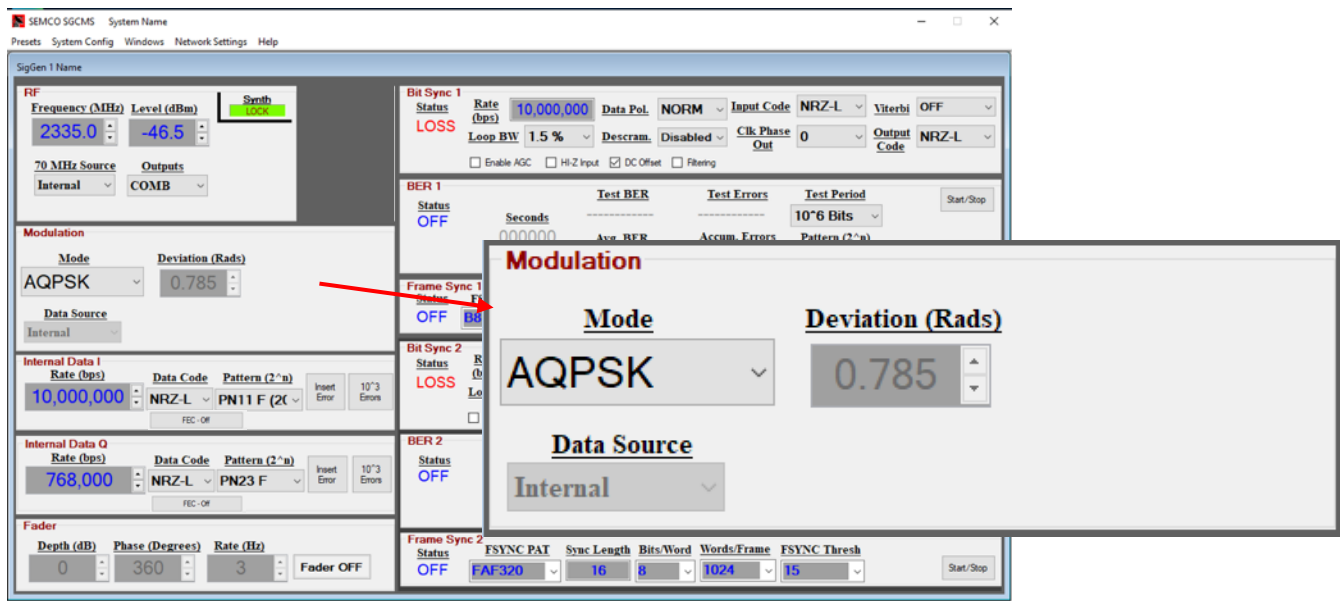 SEMCO SGCMS System Name
Presets System Config Windows Network Settings Help
SigGen 1 Name
RF
Frequency (MHz) Level (dBm) Synth
LOCK
2335.0 -46.5
70 MHz Source Outputs
Internal COMB
Modulation
Mode Deviation (Rads)
AQPSK 0.785
Data Source
Internal
Internal Data I
Rate (bps) Data Code Pattern (2^n)
10,000,000 NRZ-L PN11 F (2( Insert Error 10^3 Errors
FEC - Off
Internal Data Q
Rate (bps) Data Code Pattern (2^n)
768,000 NRZ-L PN23 F Insert Error 10^3 Errors
FEC - Off
Fader
Depth (dB) Phase (Degrees) Rate (Hz)
0 360 3 Fader OFF
Bit Sync 1
Status Rate (bps) 10,000,000 Data Pol. NORM Input Code NRZ-L Viterbi OFF
LOSS Loop BW 1.5 % Descram. Disabled Clk Phase Out 0 Output Code NRZ-L
Enable AGC HI-Z Input DC Offset Filtering
BER 1
Status Test BER Test Errors Test Period Start/Stop
OFF Seconds ------------ ------------ 10^6 Bits
000000 Avg. BER Accum. Errors Pattern (2^n)
Frame Sync 1
Status
OFF B8
Bit Sync 2
Status
LOSS
BER 2
Status
OFF
Frame Sync 2
Status FSYNC PAT Sync Length Bits/Word Words/Frame FSYNC Thresh
OFF FAF320 16 8 1024 15 Start/Stop
Modulation
Mode Deviation (Rads)
AQPSK 0.785
Data Source
Internal